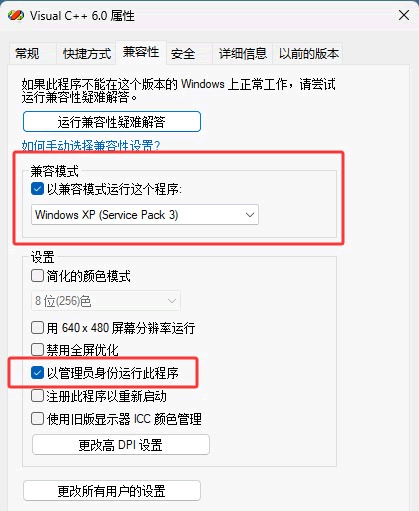 Visual C++ 6.0 属性
常规 快捷方式 兼容性 安全 详细信息 以前的版本
如果此程序不能在这个版本的 Windows 上正常工作，请尝试
运行兼容性疑难解答。
运行兼容性疑难解答
如何手动选择兼容性设置?
兼容模式
以兼容模式运行这个程序:
Windows XP (Service Pack 3)
设置
简化的颜色模式
8 位(256)色
用 640 x 480 屏幕分辨率运行
禁用全屏优化
以管理员身份运行此程序
注册此程序以重新启动
使用旧版显示器 ICC 颜色管理
更改高 DPI 设置
更改所有用户的设置